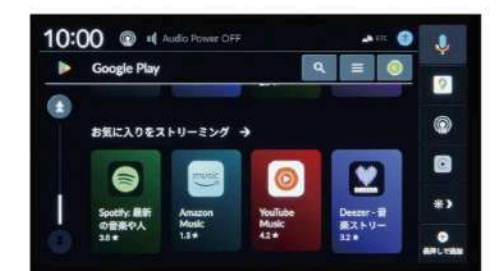 10:00 Audio Power OFF ETC
Google Play
お気に入りをストリーミング →
music
Spotify: 最新
の音楽や人
3.8★
Amazon
Music
1.5★
YouTube
Music
4.2★
Deezer - 音
楽ストリー
3.2★
長押しで追加